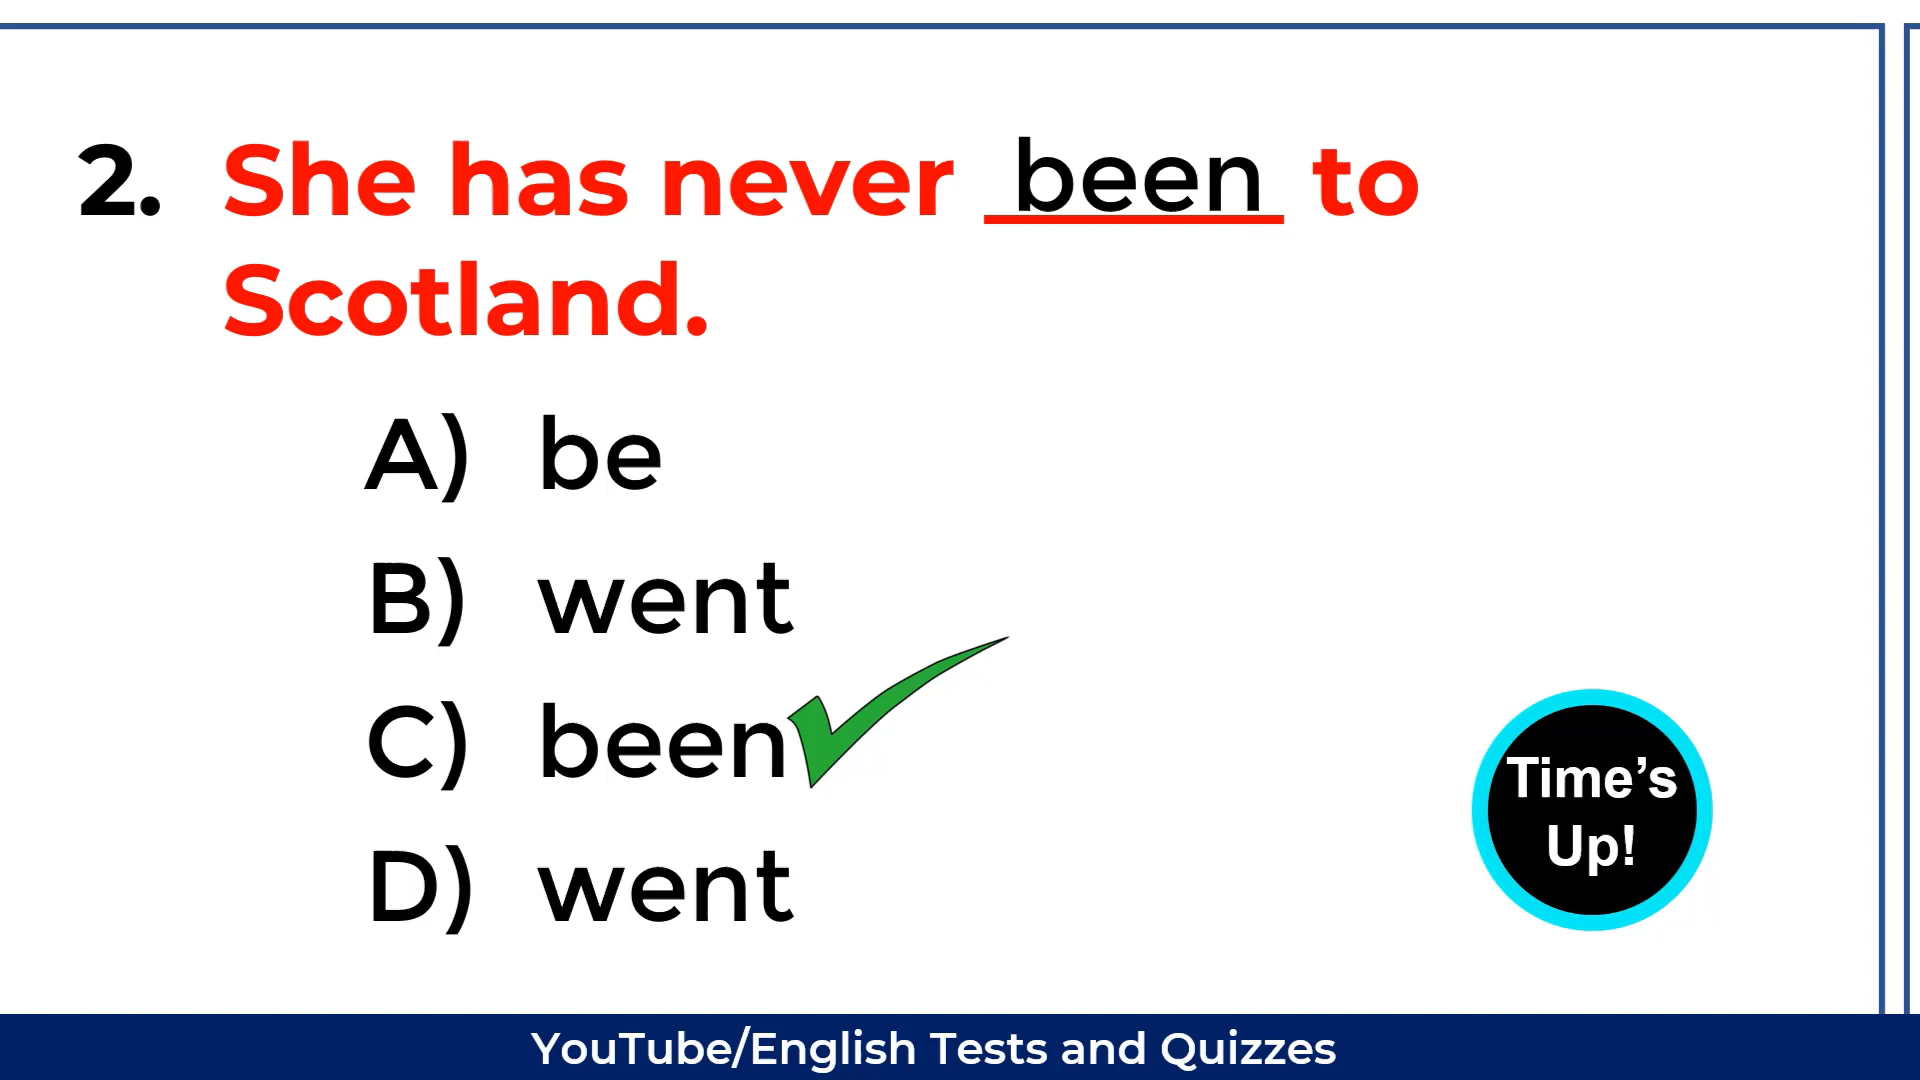 2. She has never been to
Scotland.
A) be
B) went
C) been
D) went
Time’s
Up!
YouTube/English Tests and Quizzes